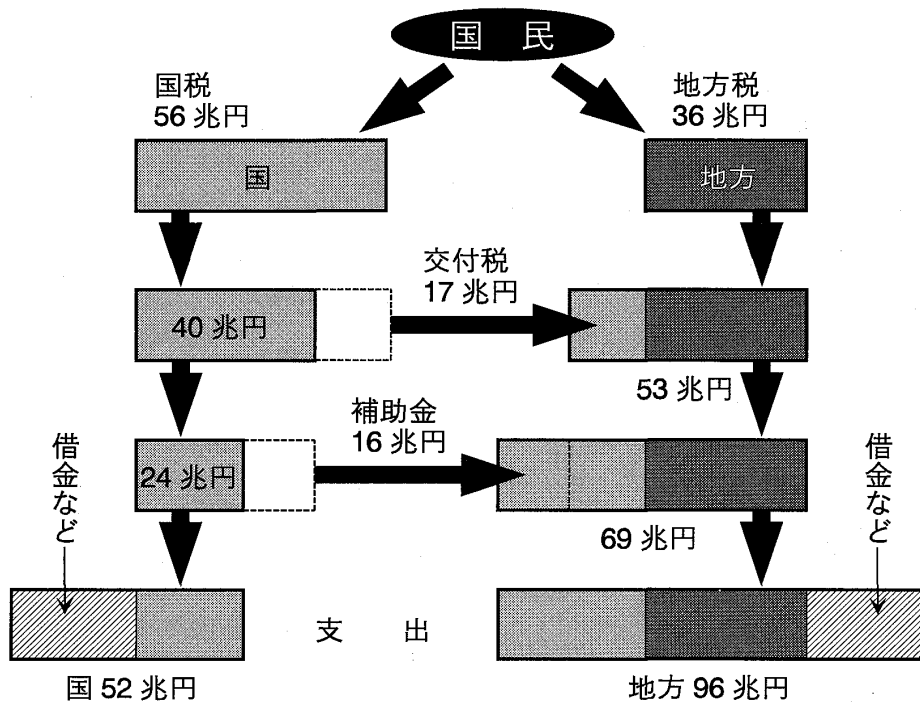 国 民
国税
56 兆円
地方税
36 兆円
国
地方
交付税
17 兆円
40 兆円
53 兆円
補助金
16 兆円
24 兆円
69 兆円
借金など
借金など
支 出
国 52 兆円
地方 96 兆円